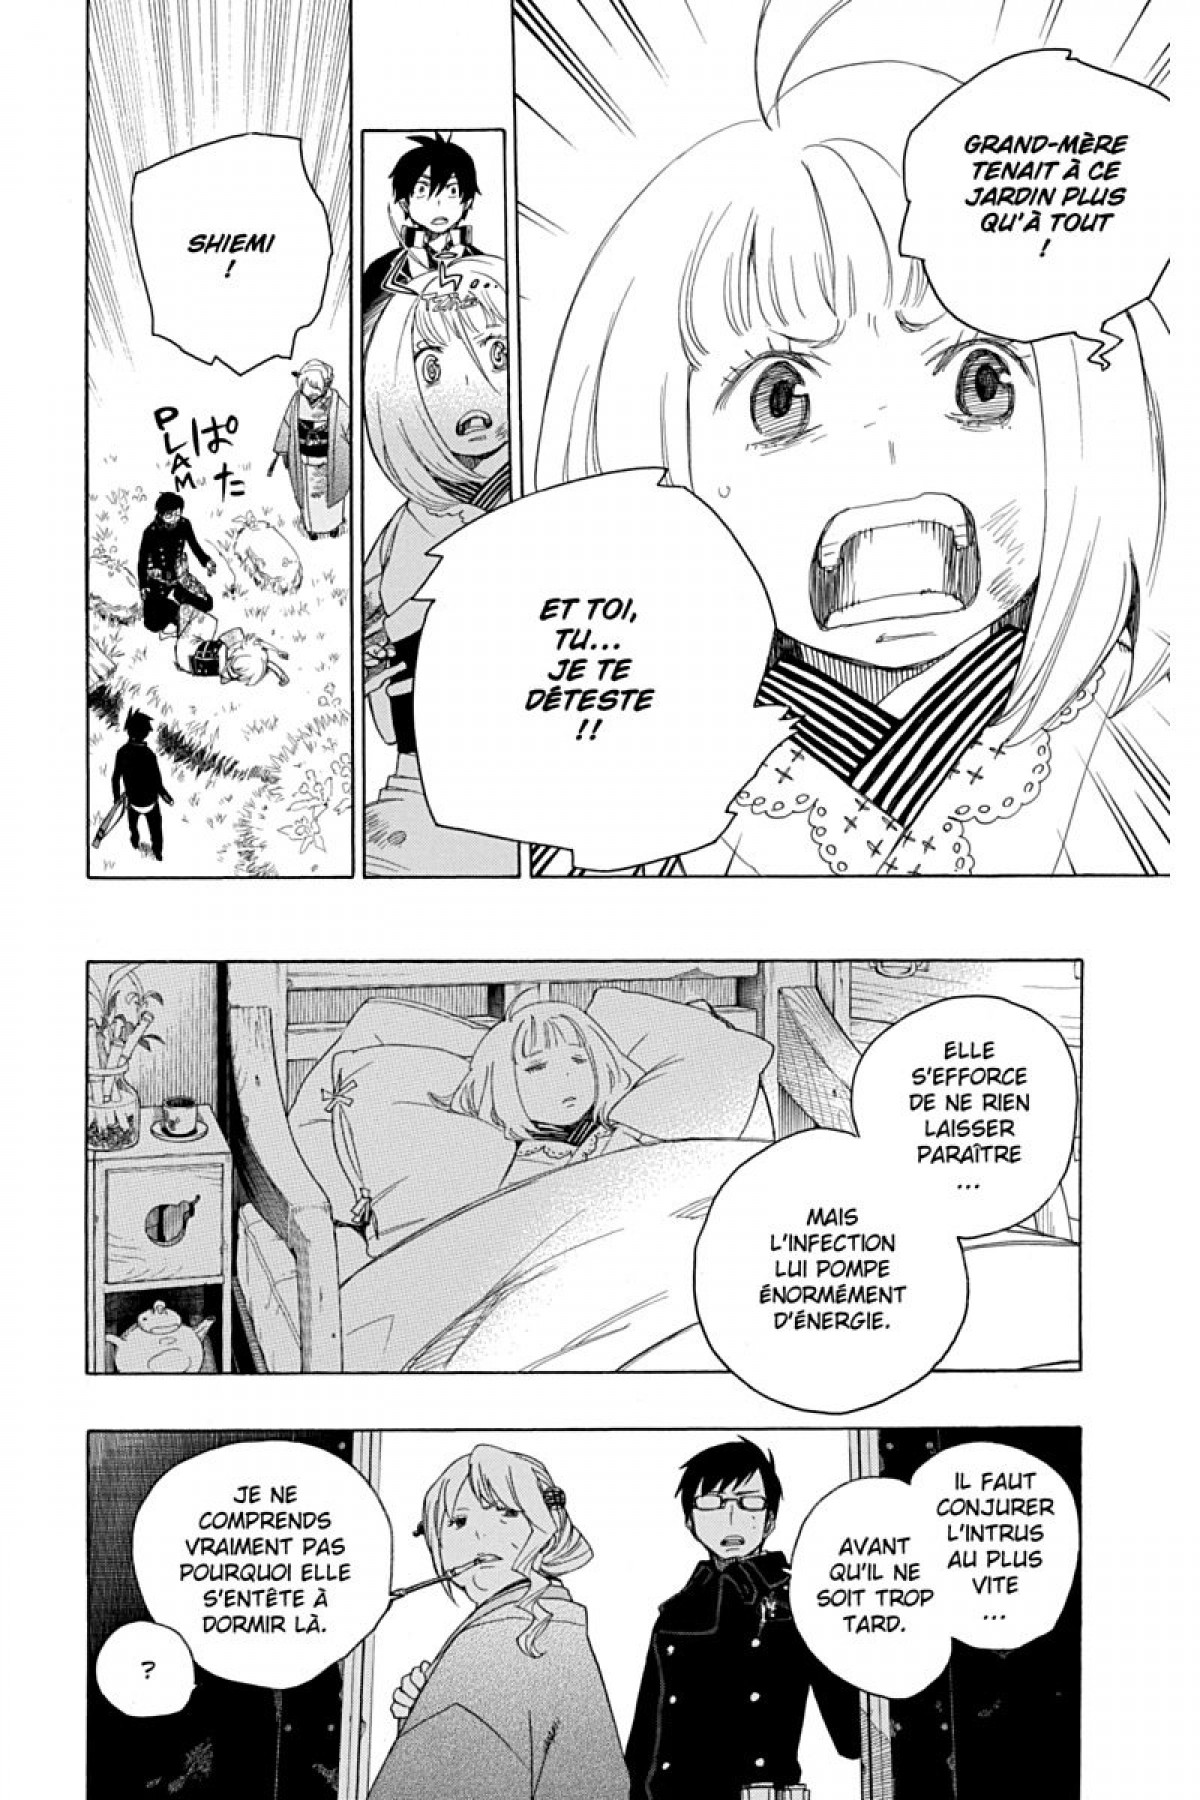 GRAND-MÈRE
TENAIT À CE
JARDIN PLUS
QU'À TOUT
!
ET TOI,
TU...
JE TE
DÉTESTE
!!
SHIEMI
!
PLAM
ぱた
ELLE
S'EFFORCE
DE NE RIEN
LAISSER
PARAÎTRE
...
MAIS
L'INFECTION
LUI POMPE
ÉNORMÉMENT
D'ÉNERGIE.
IL FAUT
CONJURER
L'INTRUS
AU PLUS
VITE
...
AVANT
QU'IL NE
SOIT TROP
TARD.
JE NE
COMPRENDS
VRAIMENT PAS
POURQUOI ELLE
S'ENTÊTE À
DORMIR LÀ.
?